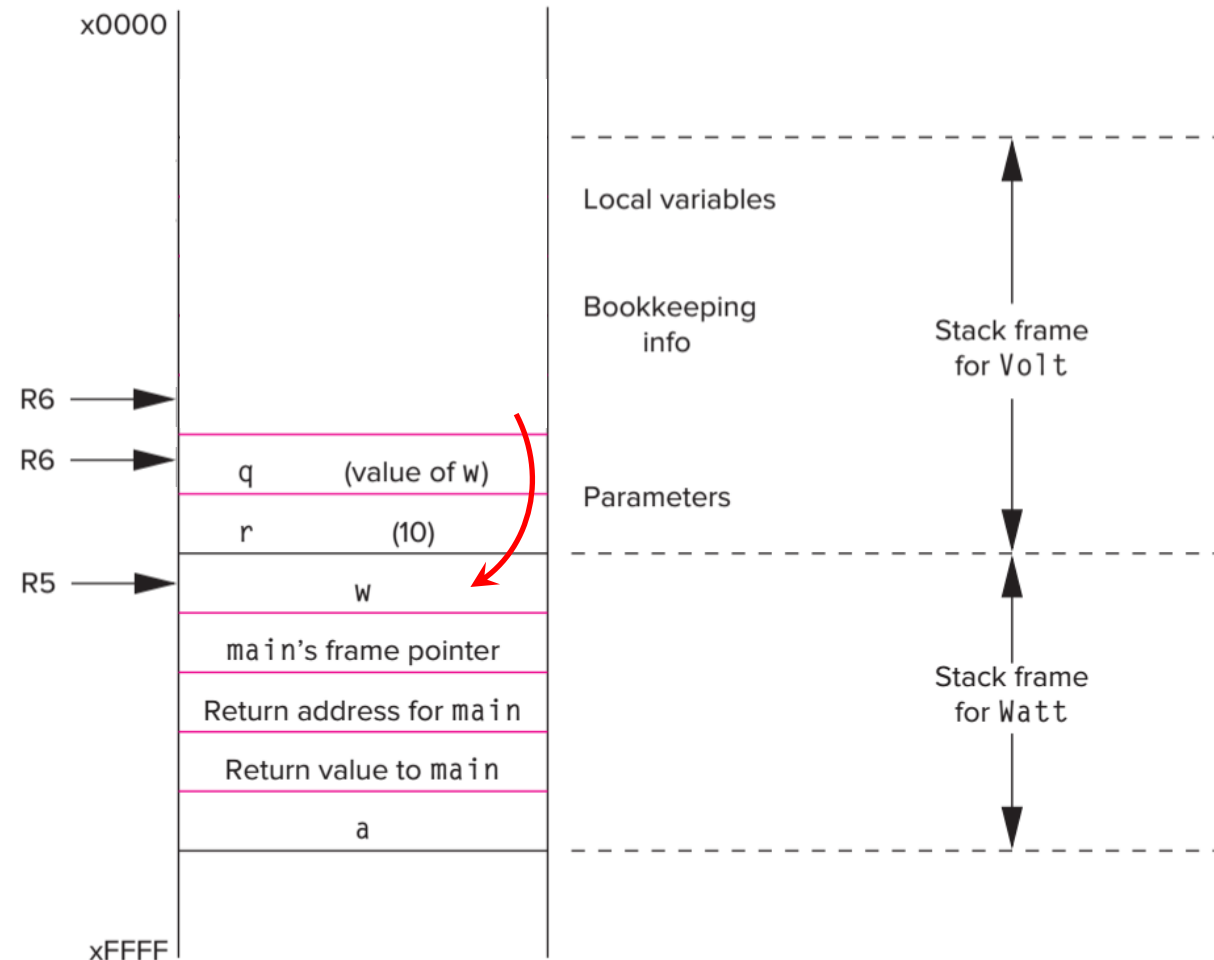 x0000
Local variables
Bookkeeping
info
Stack frame
for Volt
R6
R6
q (value of w)
Parameters
r (10)
R5
w
main's frame pointer
Stack frame
for Watt
Return address for main
Return value to main
a
xFFFF